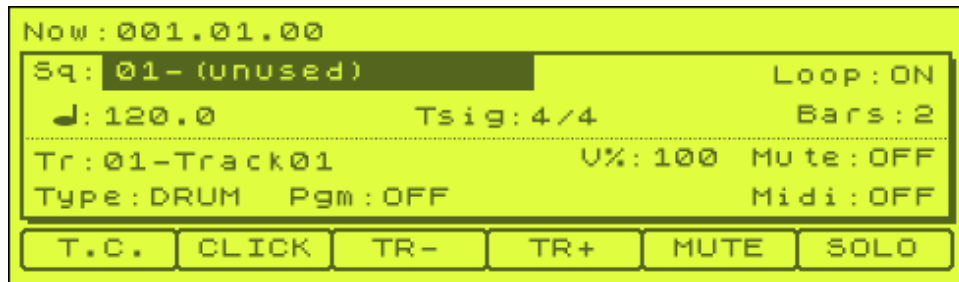 Now:001.01.00
Sq:01-(unused) Loop:ON
♩:120.0 Tsig:4/4 Bars:2
Tr:01-Track01 V%:100 Mute:OFF
Type:DRUM Pgm:OFF Midi:OFF
T.C. CLICK TR- TR+ MUTE SOLO